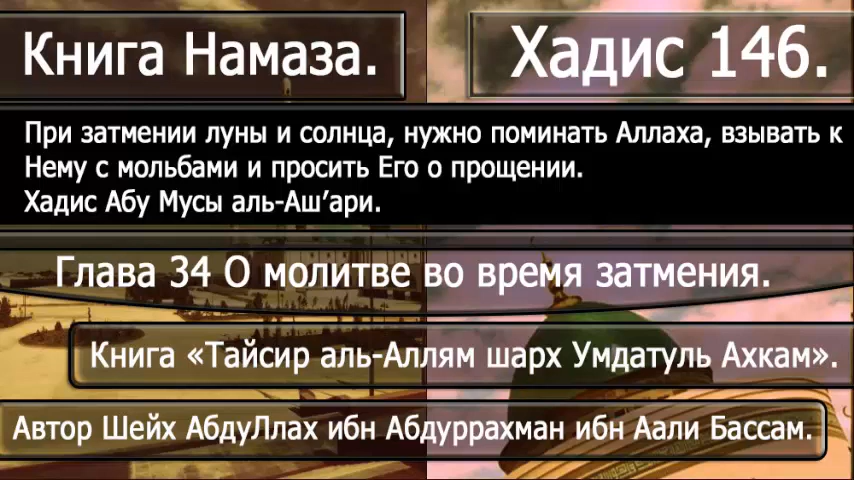 Книга Намаза.
Хадис 146.
При затмении луны и солнца, нужно поминать Аллаха, взывать к
Нему с мольбами и просить Его о прощении.
Хадис Абу Мусы аль-Аш’ари.
Глава 34 О молитве во время затмения.
Книга «Тайсир аль-Аллям шарх Умдатуль Ахкам».
Автор Шейх АбдуЛлах ибн Абдуррахман ибн Аали Бассам.